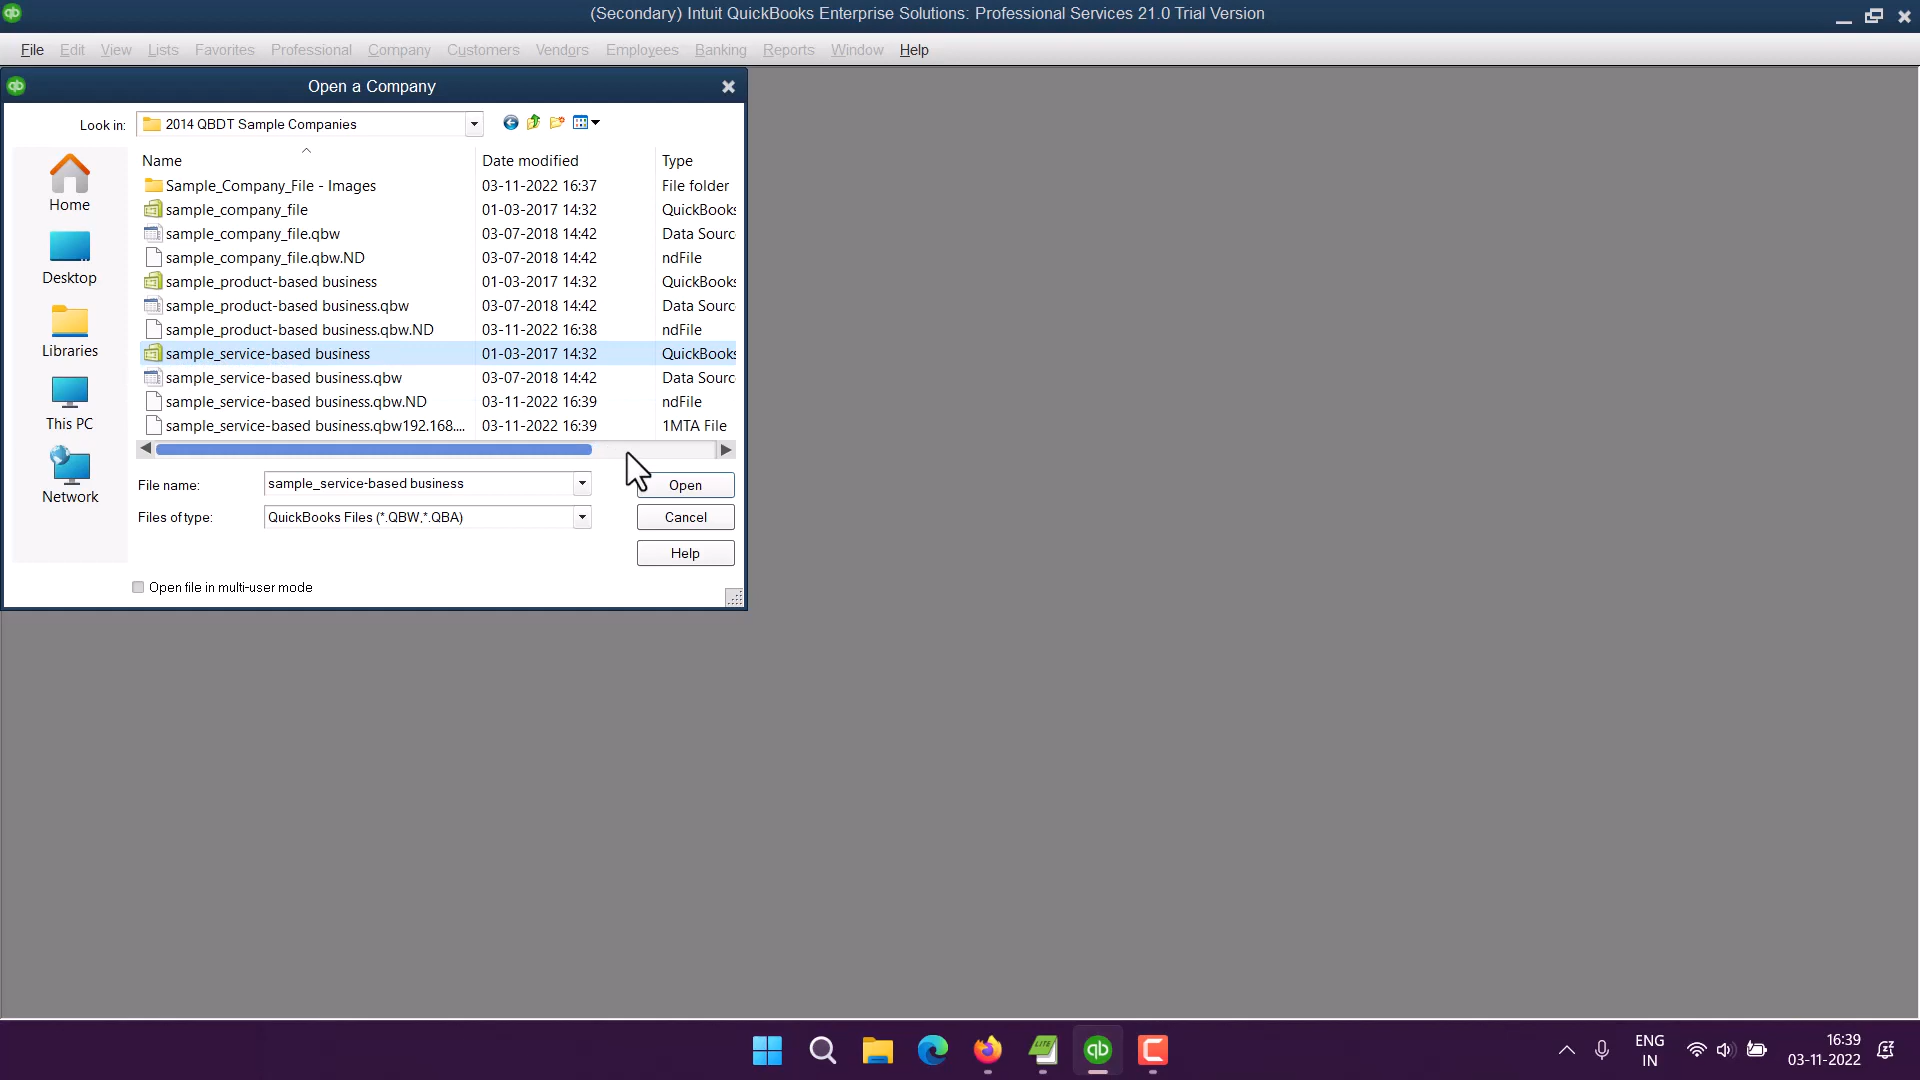 (Secondary) Intuit QuickBooks Enterprise Solutions: Professional Services 21.0 Trial Version
File Edit View Lists Favorites Professional Company Customers Vendors Employees Banking Reports Window Help
qb Open a Company
Look in: 2014 QBDT Sample Companies
Name Date modified Type
Sample_Company_File - Images 03-11-2022 16:37 File folder
sample_company_file 01-03-2017 14:32 QuickBooks
sample_company_file.qbw 03-07-2018 14:42 Data Sourc
sample_company_file.qbw.ND 03-07-2018 14:42 ndFile
sample_product-based business 01-03-2017 14:32 QuickBooks
sample_product-based business.qbw 03-07-2018 14:42 Data Sourc
sample_product-based business.qbw.ND 03-11-2022 16:38 ndFile
sample_service-based business 01-03-2017 14:32 QuickBooks
sample_service-based business.qbw 03-07-2018 14:42 Data Sourc
sample_service-based business.qbw.ND 03-11-2022 16:39 ndFile
sample_service-based business.qbw192.168.... 03-11-2022 16:39 1MTA File
Home
Desktop
Libraries
This PC
Network
File name: sample_service-based business Open
Files of type: QuickBooks Files (*.QBW,*.QBA) Cancel
Help
Open file in multi-user mode
LITE qb C
ENG
IN
16:39
03-11-2022